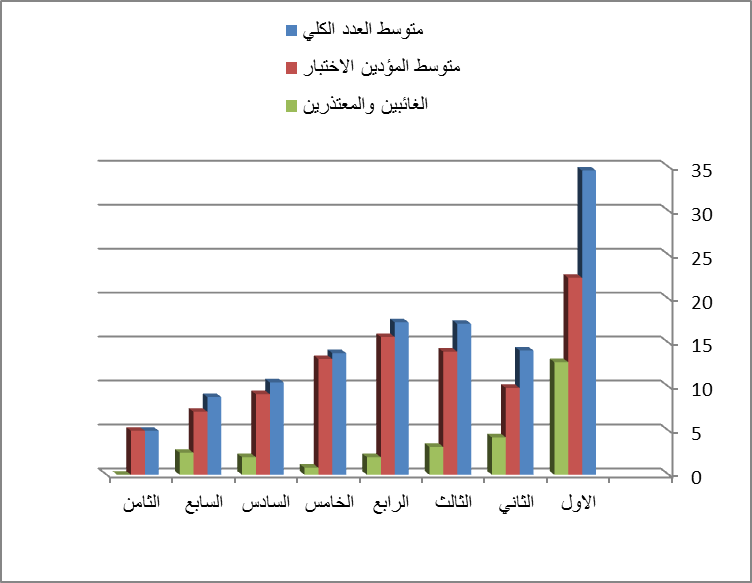 متوسط العدد الكلي
متوسط المؤدين الاختبار
الغائبين والمعتذرين
35
30
25
20
15
10
5
0
الاول الثاني الثالث الرابع الخامس السادس السابع الثامن